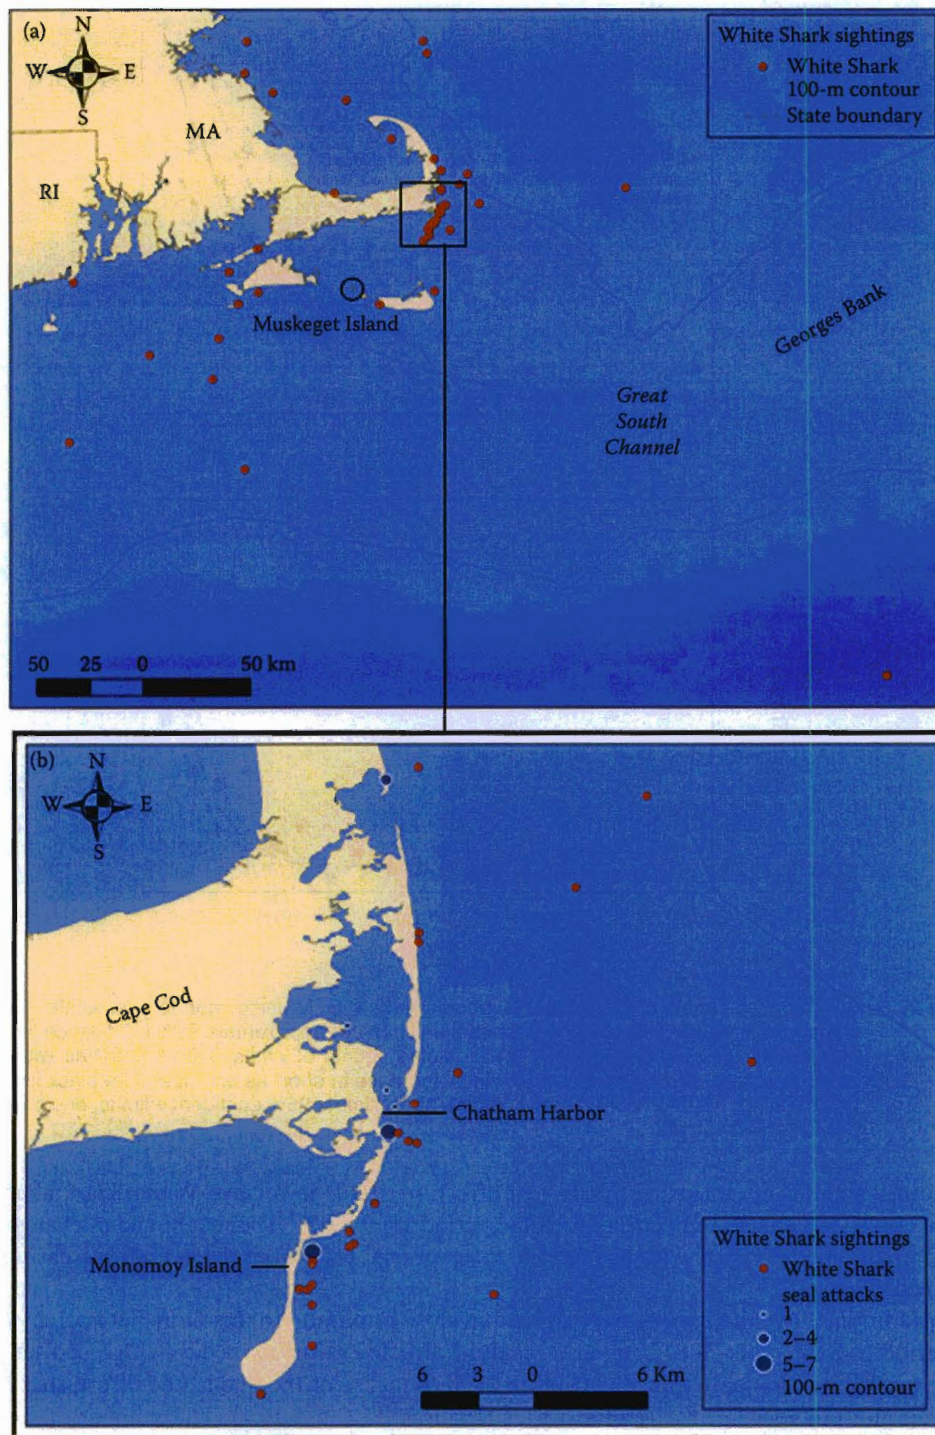 (a)
N
W E
S
MA
RI
White Shark sightings
White Shark
100-m contour
State boundary
Muskeget Island
Georges Bank
Great
South
Channel
50 25 0 50 km
(b)
N
W E
S
Cape Cod
Chatham Harbor
Monomoy Island
White Shark sightings
White Shark
seal attacks
1
2–4
5–7
100-m contour
6 3 0 6 Km